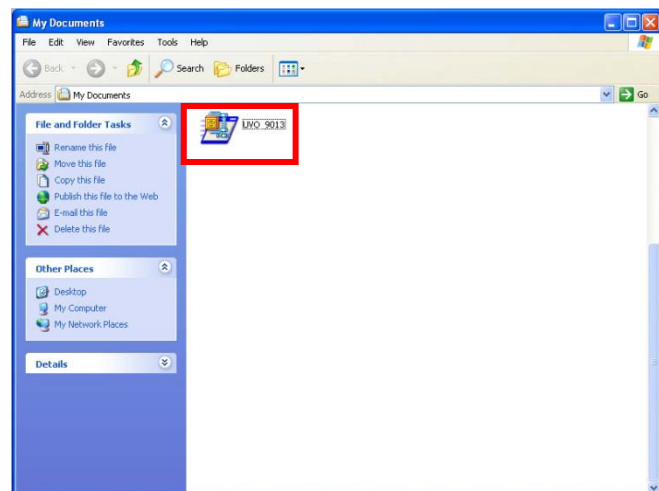 My Documents
File Edit View Favorites Tools Help
Back Search Folders
Address My Documents Go
File and Folder Tasks
Rename this file
Move this file
Copy this file
Publish this file to the Web
E-mail this file
Delete this file
Other Places
Desktop
My Computer
My Network Places
Details